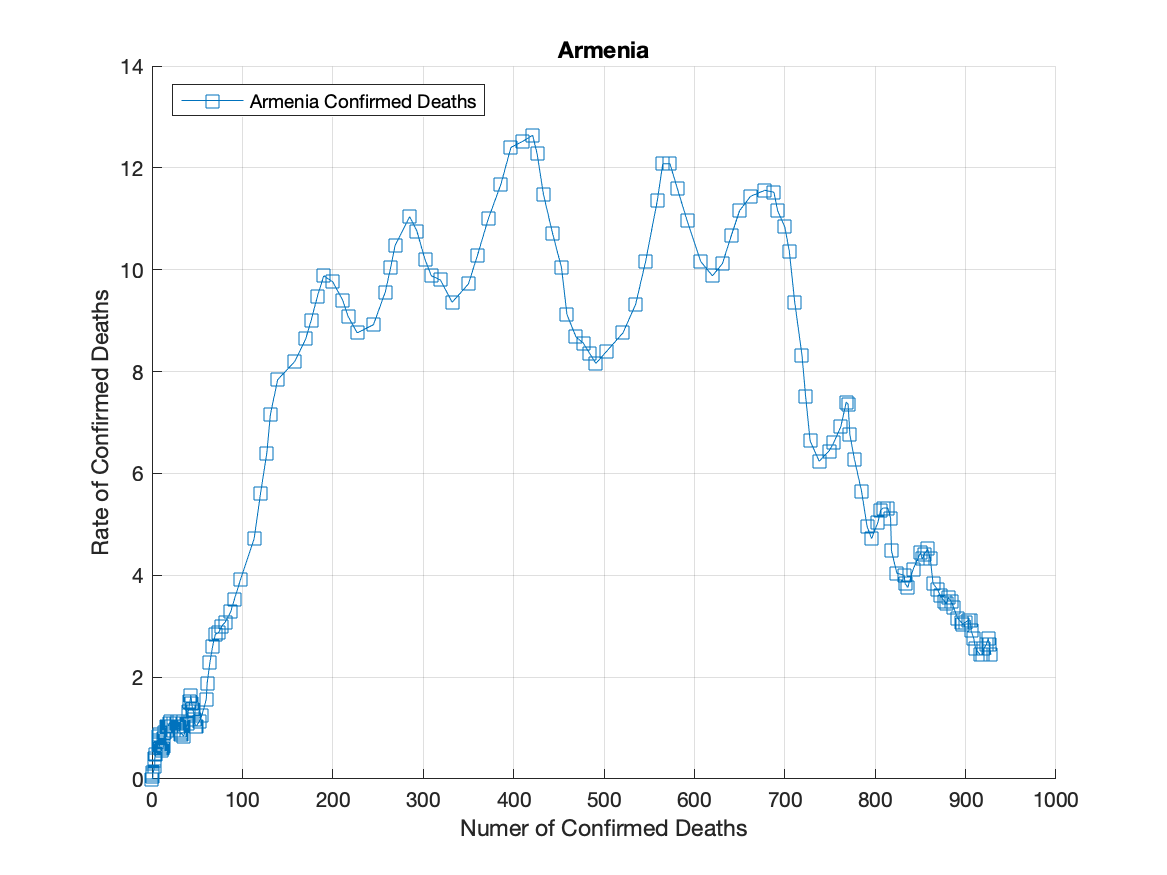 Armenia
14
Armenia Confirmed Deaths
12
10
8
6
4
2
0
Rate of Confirmed Deaths
0 100 200 300 400 500 600 700 800 900 1000
Numer of Confirmed Deaths